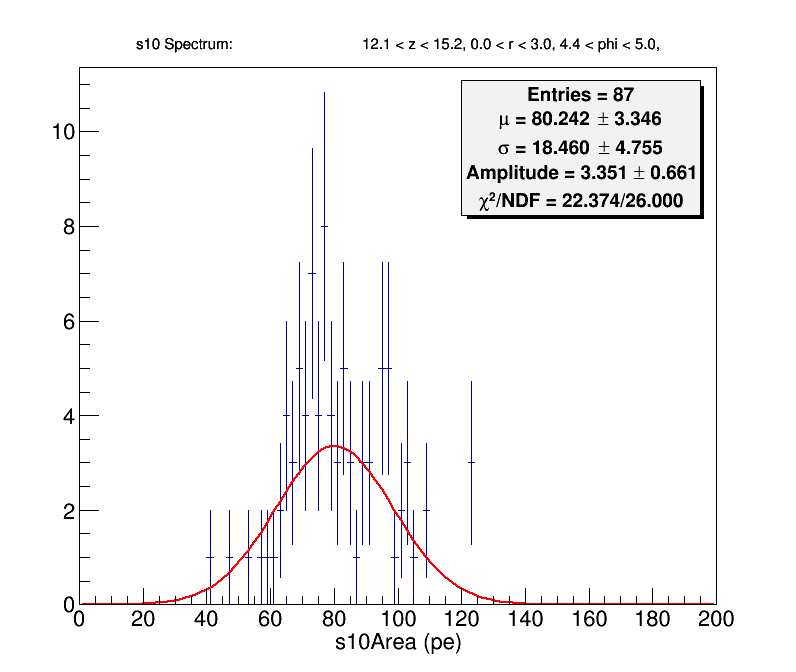 s10 Spectrum: 12.1 < z < 15.2, 0.0 < r < 3.0, 4.4 < phi < 5.0,
Entries = 87
μ = 80.242 ± 3.346
σ = 18.460 ± 4.755
Amplitude = 3.351 ± 0.661
χ²/NDF = 22.374/26.000
10
8
6
4
2
0
0 20 40 60 80 100 120 140 160 180 200
s10Area (pe)